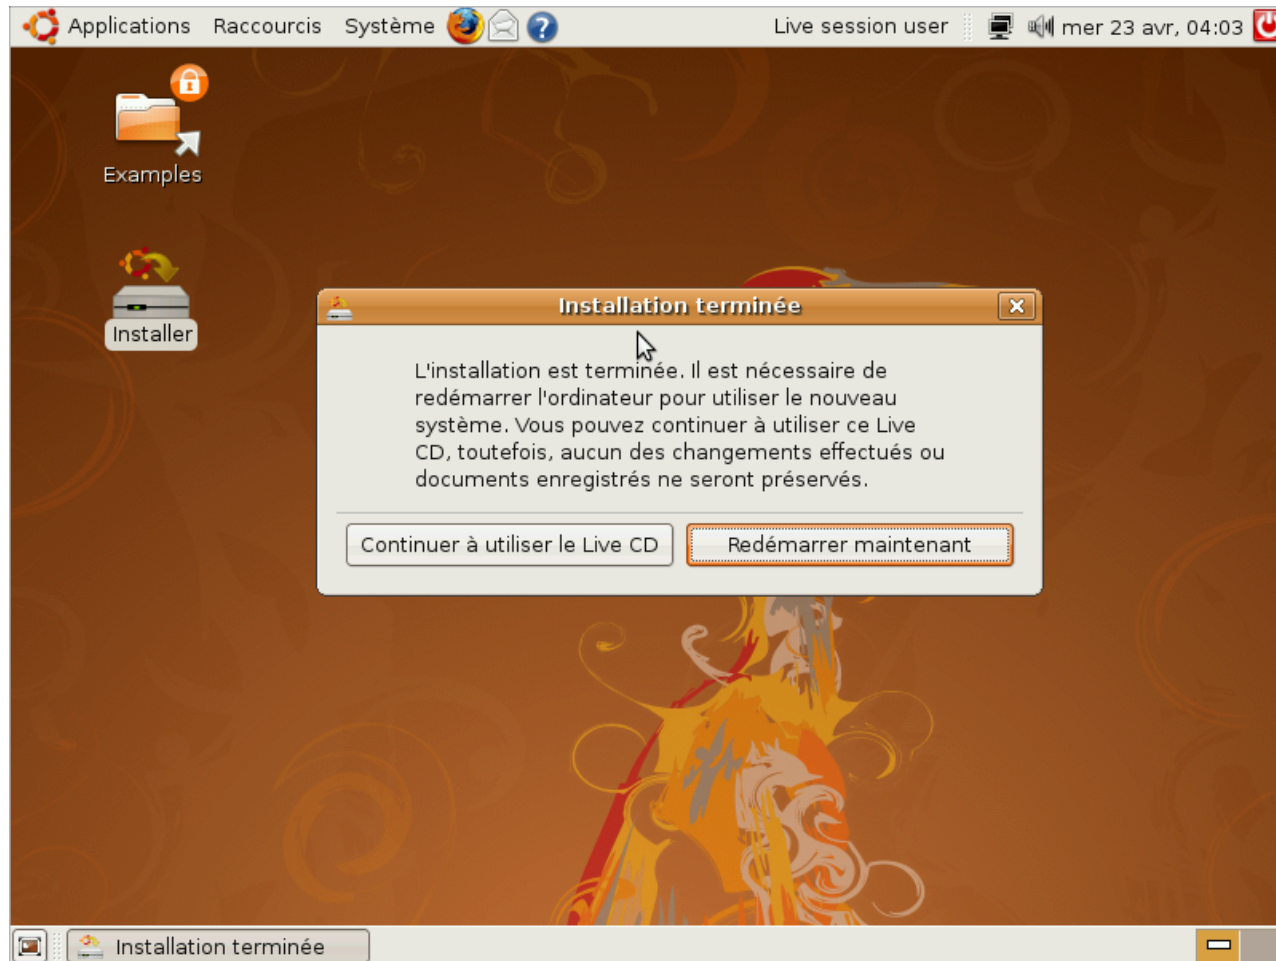 Applications Raccourcis Système Live session user mer 23 avr, 04:03
Examples
Installer
Installation terminée
L'installation est terminée. Il est nécessaire de
redémarrer l'ordinateur pour utiliser le nouveau
système. Vous pouvez continuer à utiliser ce Live
CD, toutefois, aucun des changements effectués ou
documents enregistrés ne seront préservés.
Continuer à utiliser le Live CD Redémarrer maintenant
Installation terminée